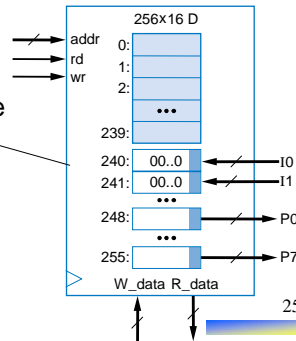 256x16 D
addr
rd
wr
0:
1:
2:
e
•••
239:
240: 00..0 I0
241: 00..0 I1
•••
248: P0
•••
255: P7
W_data R_data
25